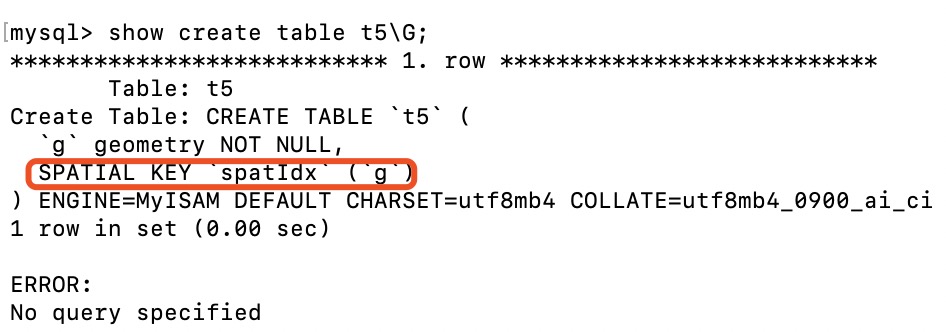 [mysql> show create table t5\G;
*************************** 1. row ***************************
       Table: t5
Create Table: CREATE TABLE `t5` (
  `g` geometry NOT NULL,
  SPATIAL KEY `spatIdx` (`g`)
) ENGINE=MyISAM DEFAULT CHARSET=utf8mb4 COLLATE=utf8mb4_0900_ai_ci
1 row in set (0.00 sec)
ERROR:
No query specified